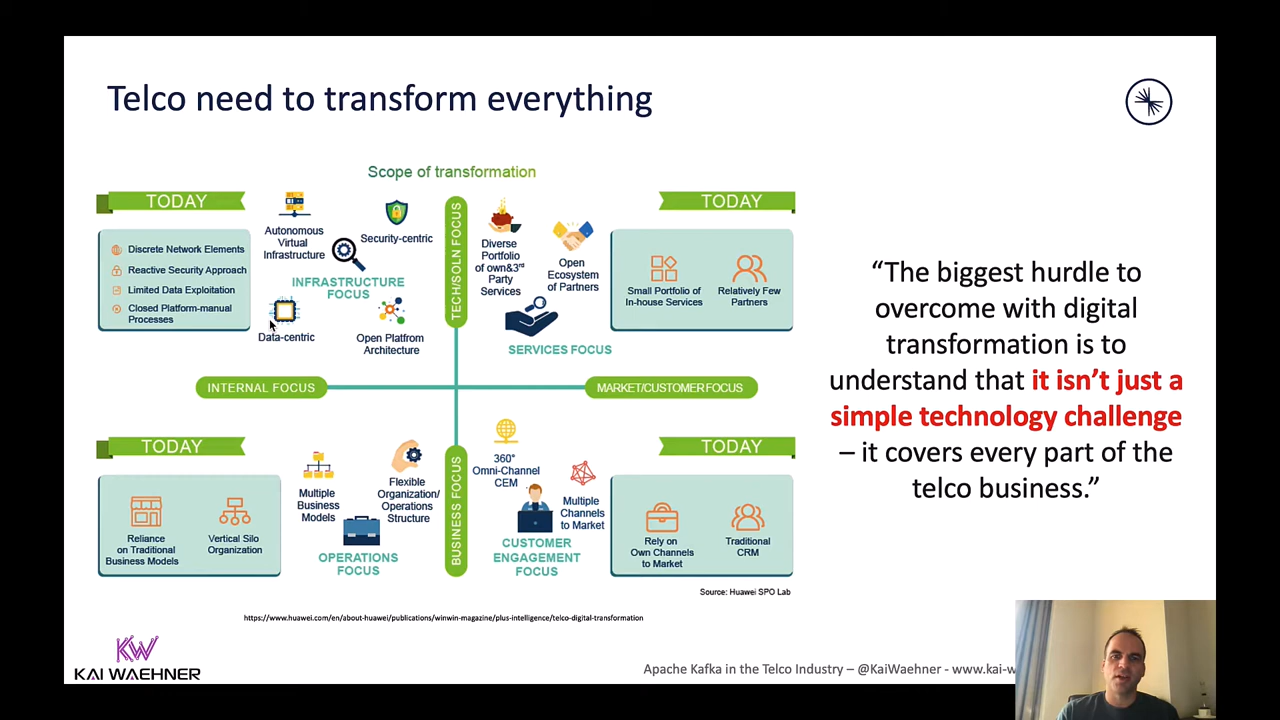 Telco need to transform everything
Scope of transformation
TODAY
Discrete Network Elements
Reactive Security Approach
Limited Data Exploitation
Closed Platform-manual
Processes
Autonomous
Virtual
Infrastructure
Security-centric
INFRASTRUCTURE
FOCUS
Data-centric
Open Platfrom
Architecture
TECH/SOLN FOCUS
Diverse
Portfolio
of own&3rd
Party
Services
Open
Ecosystem
of Partners
SERVICES FOCUS
TODAY
Small Portfolio of
In-house Services
Relatively Few
Partners
INTERNAL FOCUS
MARKET/CUSTOMER FOCUS
TODAY
Reliance
on Traditional
Business Models
Vertical Silo
Organization
Multiple
Business
Models
Flexible
Organization/
Operations
Structure
OPERATIONS
FOCUS
BUSINESS FOCUS
360°
Omni-Channel
CEM
Multiple
Channels
to Market
CUSTOMER
ENGAGEMENT
FOCUS
TODAY
Rely on
Own Channels
to Market
Traditional
CRM
Source: Huawei SPO Lab
https://www.huawei.com/en/about-huawei/publications/winwin-magazine/plus-intelligence/telco-digital-transformation
“The biggest hurdle to
overcome with digital
transformation is to
understand that it isn’t just a
simple technology challenge
– it covers every part of the
telco business.”
KW
KAI WAEHNER
Apache Kafka in the Telco Industry – @KaiWaehner - www.kai-w